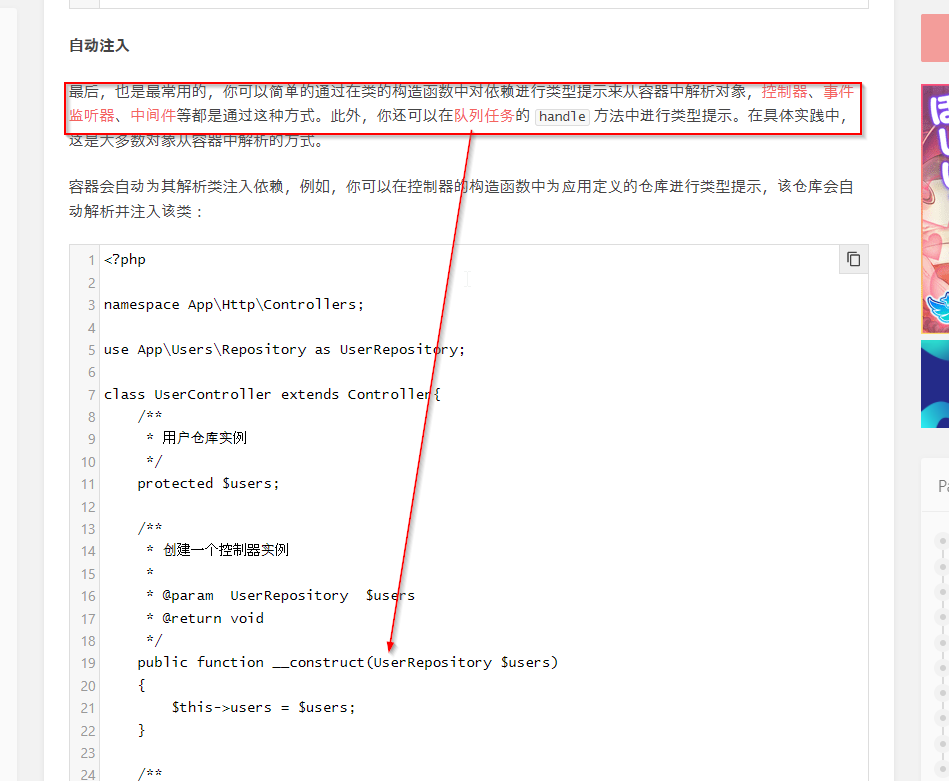 自动注入
最后，也是最常用的，你可以简单的通过在类的构造函数中对依赖进行类型提示来从容器中解析对象，控制器、事件
监听器、中间件等都是通过这种方式。此外，你还可以在队列任务的 handle 方法中进行类型提示。在具体实践中，
这是大多数对象从容器中解析的方式。
容器会自动为其解析类注入依赖，例如，你可以在控制器的构造函数中为应用定义的仓库进行类型提示，该仓库会自
动解析并注入该类：
1 <?php
2
3 namespace App\Http\Controllers;
4
5 use App\Users\Repository as UserRepository;
6
7 class UserController extends Controller{
8 /**
9 * 用户仓库实例
10 */
11 protected $users;
12
13 /**
14 * 创建一个控制器实例
15 *
16 * @param  UserRepository  $users
17 * @return void
18 */
19 public function __construct(UserRepository $users)
20 {
21 $this->users = $users;
22 }
23
24 /**